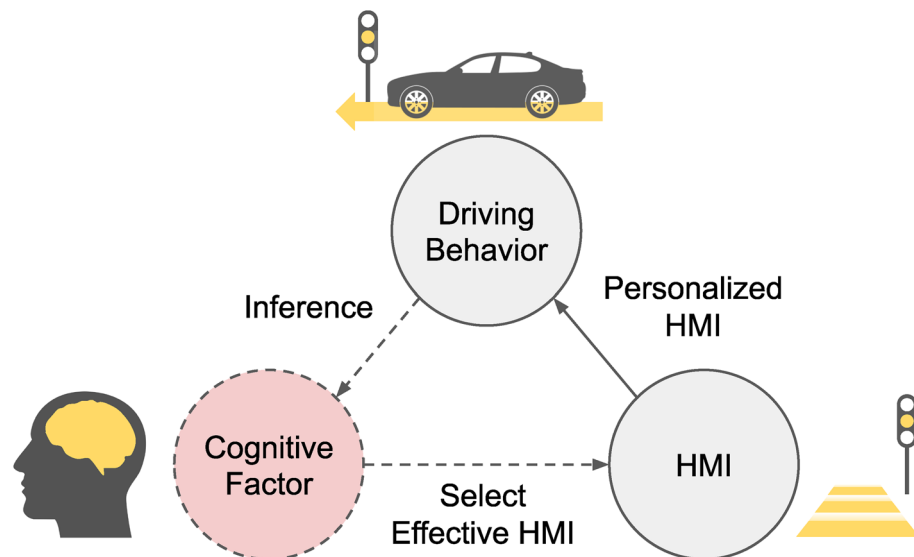 Driving
Behavior
Inference
Personalized
HMI
Cognitive
Factor
Select
Effective HMI
HMI